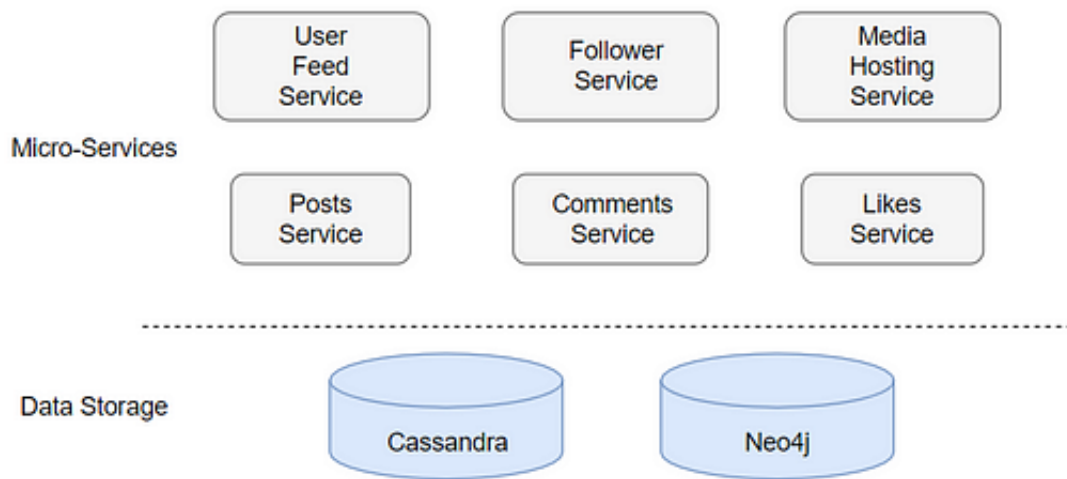 User
Feed
Service
Follower
Service
Media
Hosting
Service
Micro-Services
Posts
Service
Comments
Service
Likes
Service
Data Storage
Cassandra
Neo4j